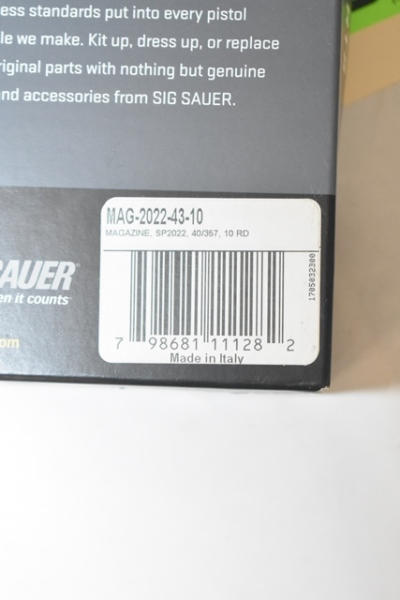 ess standards put into every pistol
le we make. Kit up, dress up, or replace
riginal parts with nothing but genuine
nd accessories from SIG SAUER.
MAG-2022-43-10
MAGAZINE, SP2022, 40/357, 10 RD
AUER
en it counts
om
7 98681 11128 2
Made in Italy
1705032300